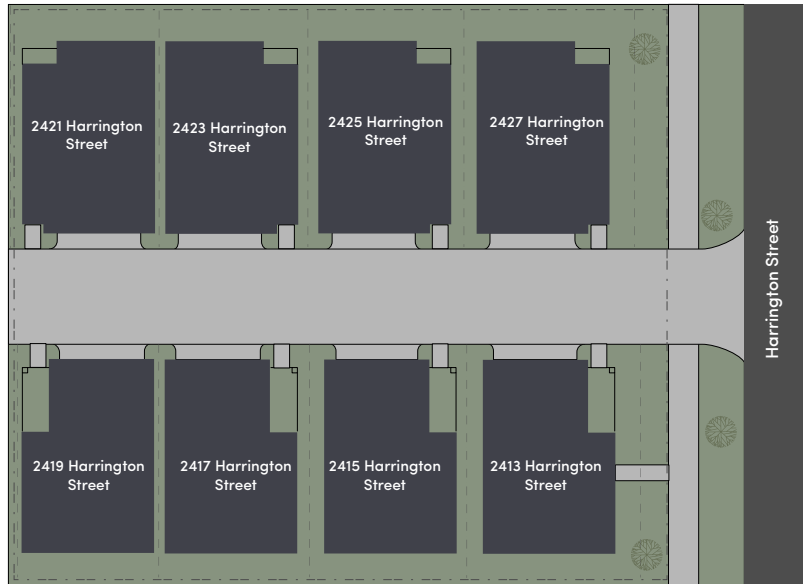 2421 Harrington
Street
2423 Harrington
Street
2425 Harrington
Street
2427 Harrington
Street
Harrington Street
2419 Harrington
Street
2417 Harrington
Street
2415 Harrington
Street
2413 Harrington
Street